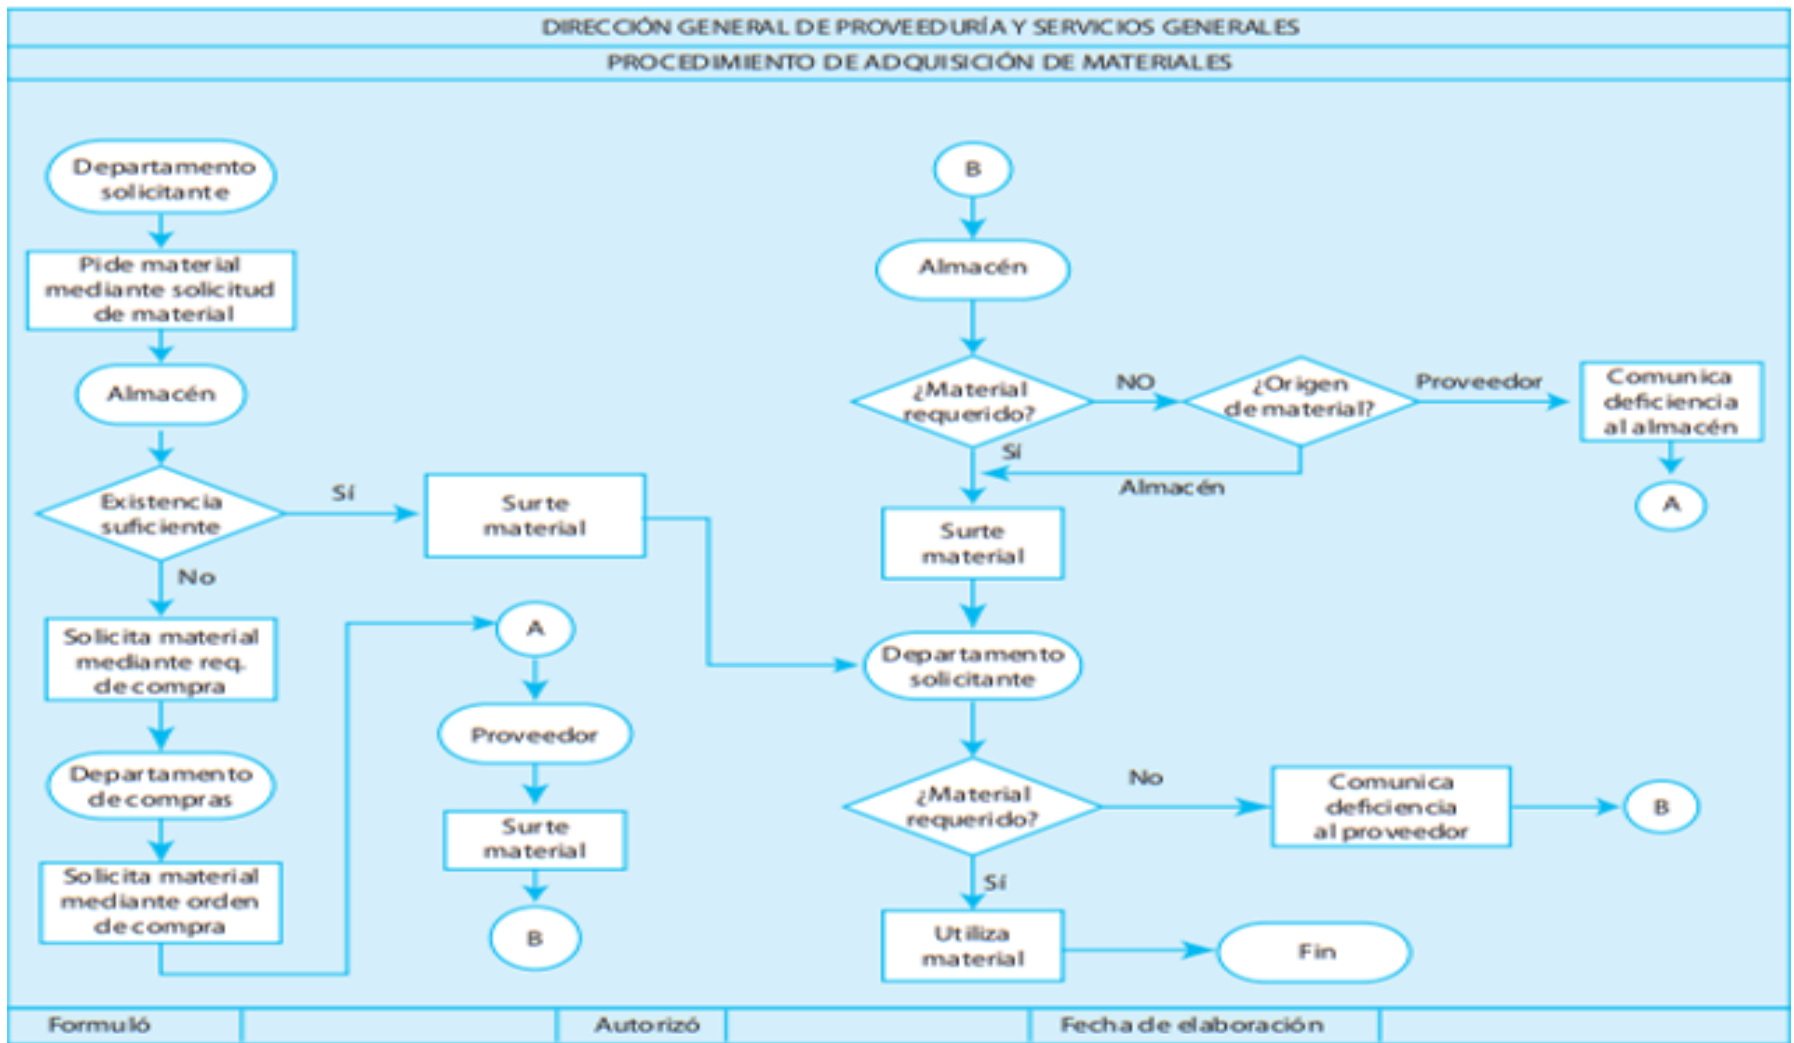 DIRECCIÓN GENERAL DE PROVEEDURÍA Y SERVICIOS GENERALES
PROCEDIMIENTO DE ADQUISICIÓN DE MATERIALES
Departamento
solicitante
Pide material
mediante solicitud
de material
Almacén
Existencia
suficiente
Sí
Surte
material
No
Solicita material
mediante req.
de compra
Departamento
de compras
Solicita material
mediante orden
de compra
A
Proveedor
Surte
material
B
B
Almacén
¿Material
requerido?
NO
¿Origen
de material?
Proveedor
Comunica
deficiencia
al almacén
A
Sí
Almacén
Surte
material
Departamento
solicitante
¿Material
requerido?
No
Comunica
deficiencia
al proveedor
B
Sí
Utiliza
material
Fin
Formuló
Autorizó
Fecha de elaboración